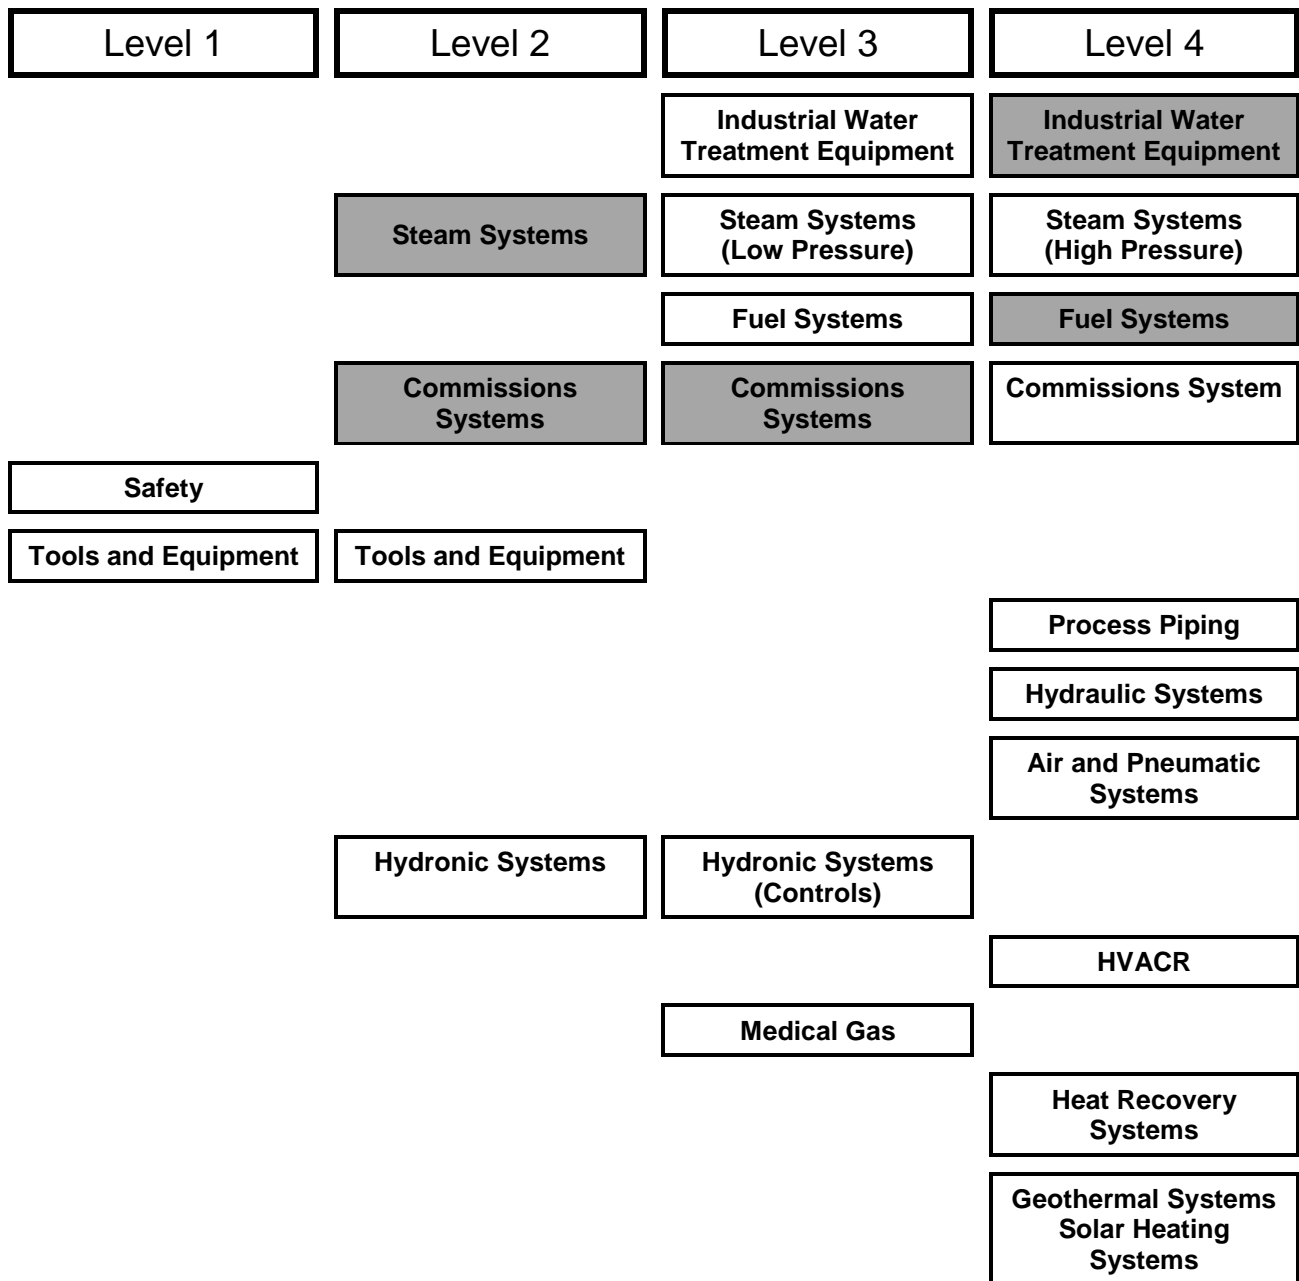 Level 1
Level 2
Level 3
Level 4
Industrial Water
Treatment Equipment
Industrial Water
Treatment Equipment
Steam Systems
Steam Systems
(Low Pressure)
Steam Systems
(High Pressure)
Fuel Systems
Fuel Systems
Commissions
Systems
Commissions
Systems
Commissions System
Safety
Tools and Equipment
Tools and Equipment
Process Piping
Hydraulic Systems
Air and Pneumatic
Systems
Hydronic Systems
Hydronic Systems
(Controls)
HVACR
Medical Gas
Heat Recovery
Systems
Geothermal Systems
Solar Heating
Systems